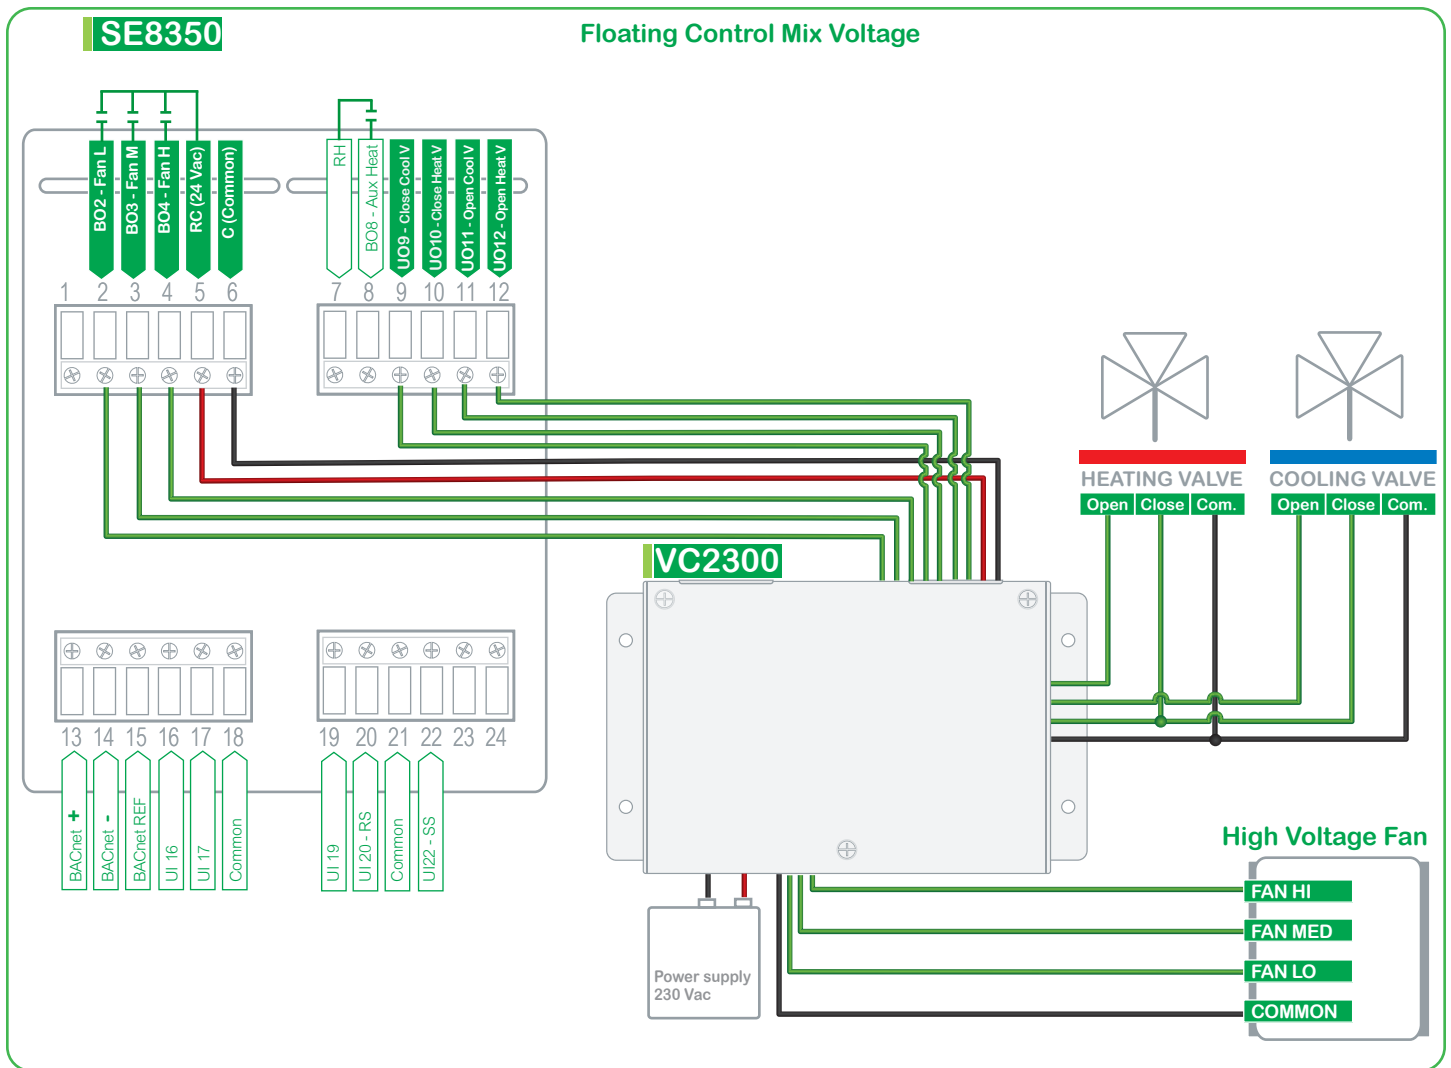 SE8350
Floating Control Mix Voltage
BO2 - Fan L
BO3 - Fan M
BO4 - Fan H
RC (24 Vac)
C (Common)
RH
BO8 - Aux Heat
UO9 - Close Cool V
UO10 - Close Heat V
UO11 - Open Cool V
UO12 - Open Heat V
1 2 3 4 5 6
7 8 9 10 11 12
HEATING VALVE
Open Close Com.
COOLING VALVE
Open Close Com.
VC2300
13 14 15 16 17 18
19 20 21 22 23 24
BACnet +
BACnet -
BACnet REF
UI 16
UI 17
Common
UI 19
UI 20 - RS
Common
UI22 - SS
Power supply
230 Vac
High Voltage Fan
FAN HI
FAN MED
FAN LO
COMMON